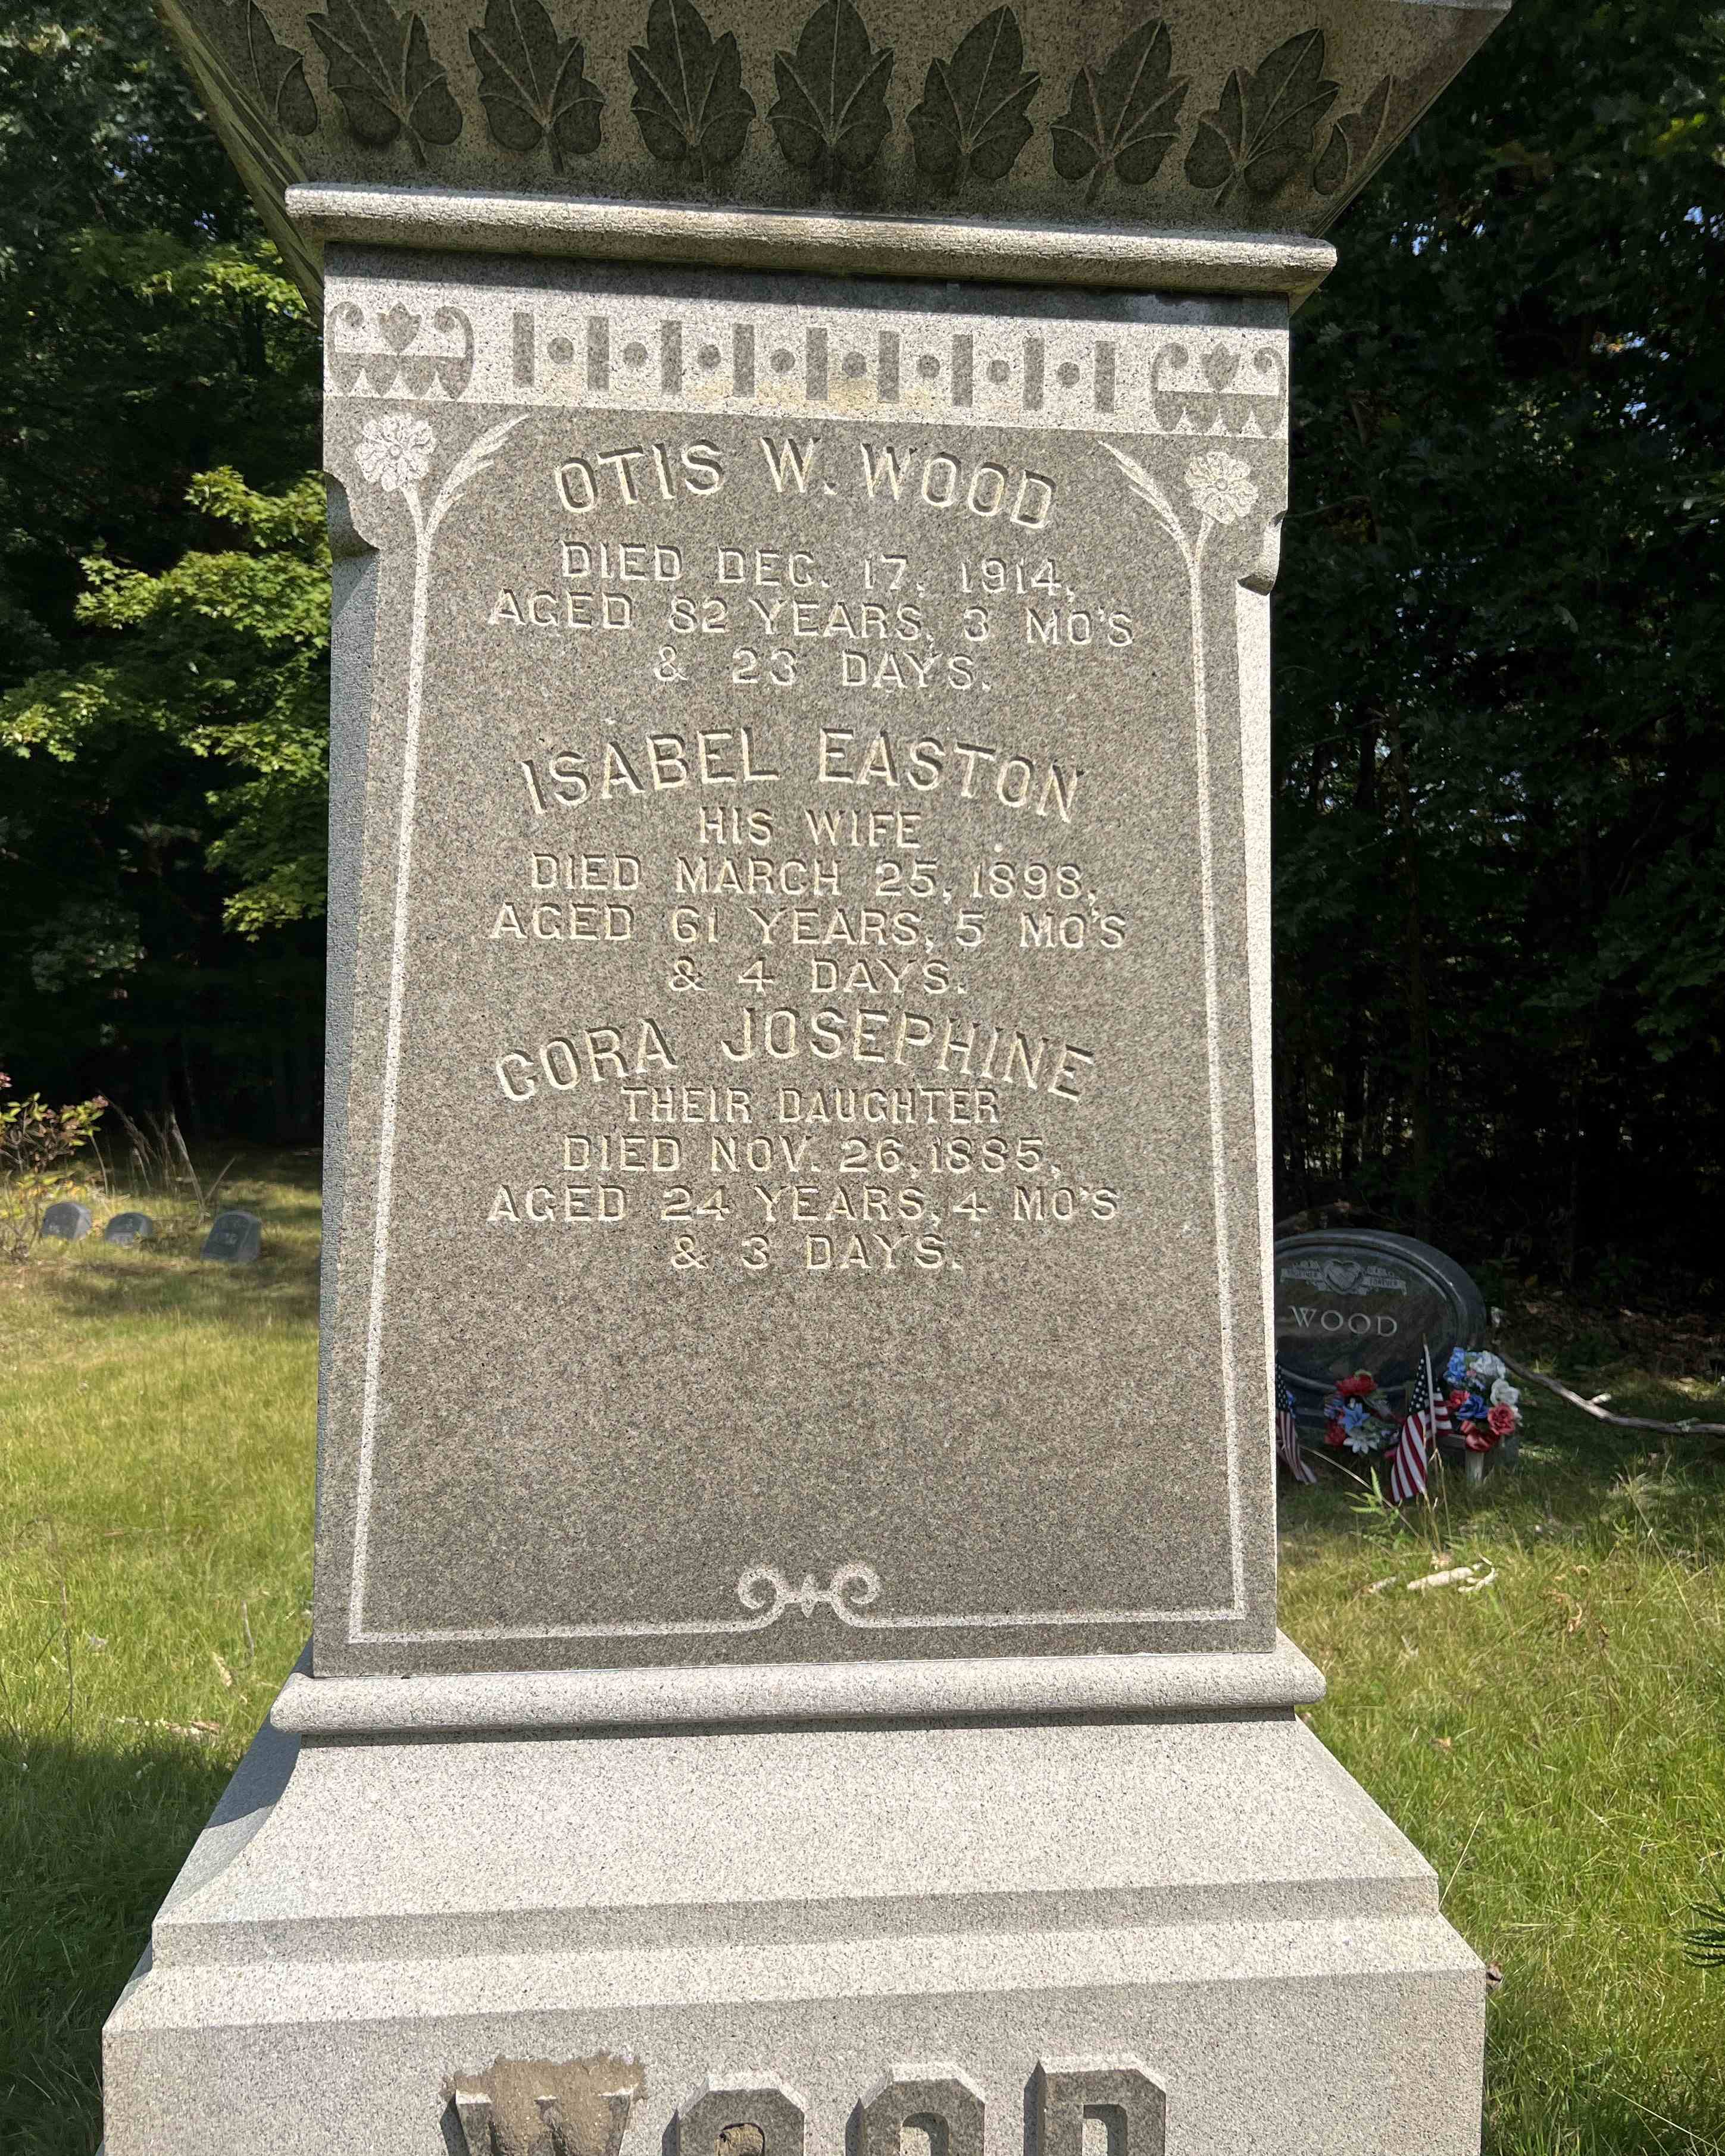 OTIS W. WOOD
DIED DEC. 17, 1914,
AGED 82 YEARS, 3 MO'S
& 23 DAYS.
ISABEL EASTON
HIS WIFE
DIED MARCH 25, 1898,
AGED 61 YEARS, 5 MO'S
& 4 DAYS.
CORA JOSEPHINE
THEIR DAUGHTER
DIED NOV. 26, 1885,
AGED 24 YEARS, 4 MO'S
& 3 DAYS.
WOOD
WOOD